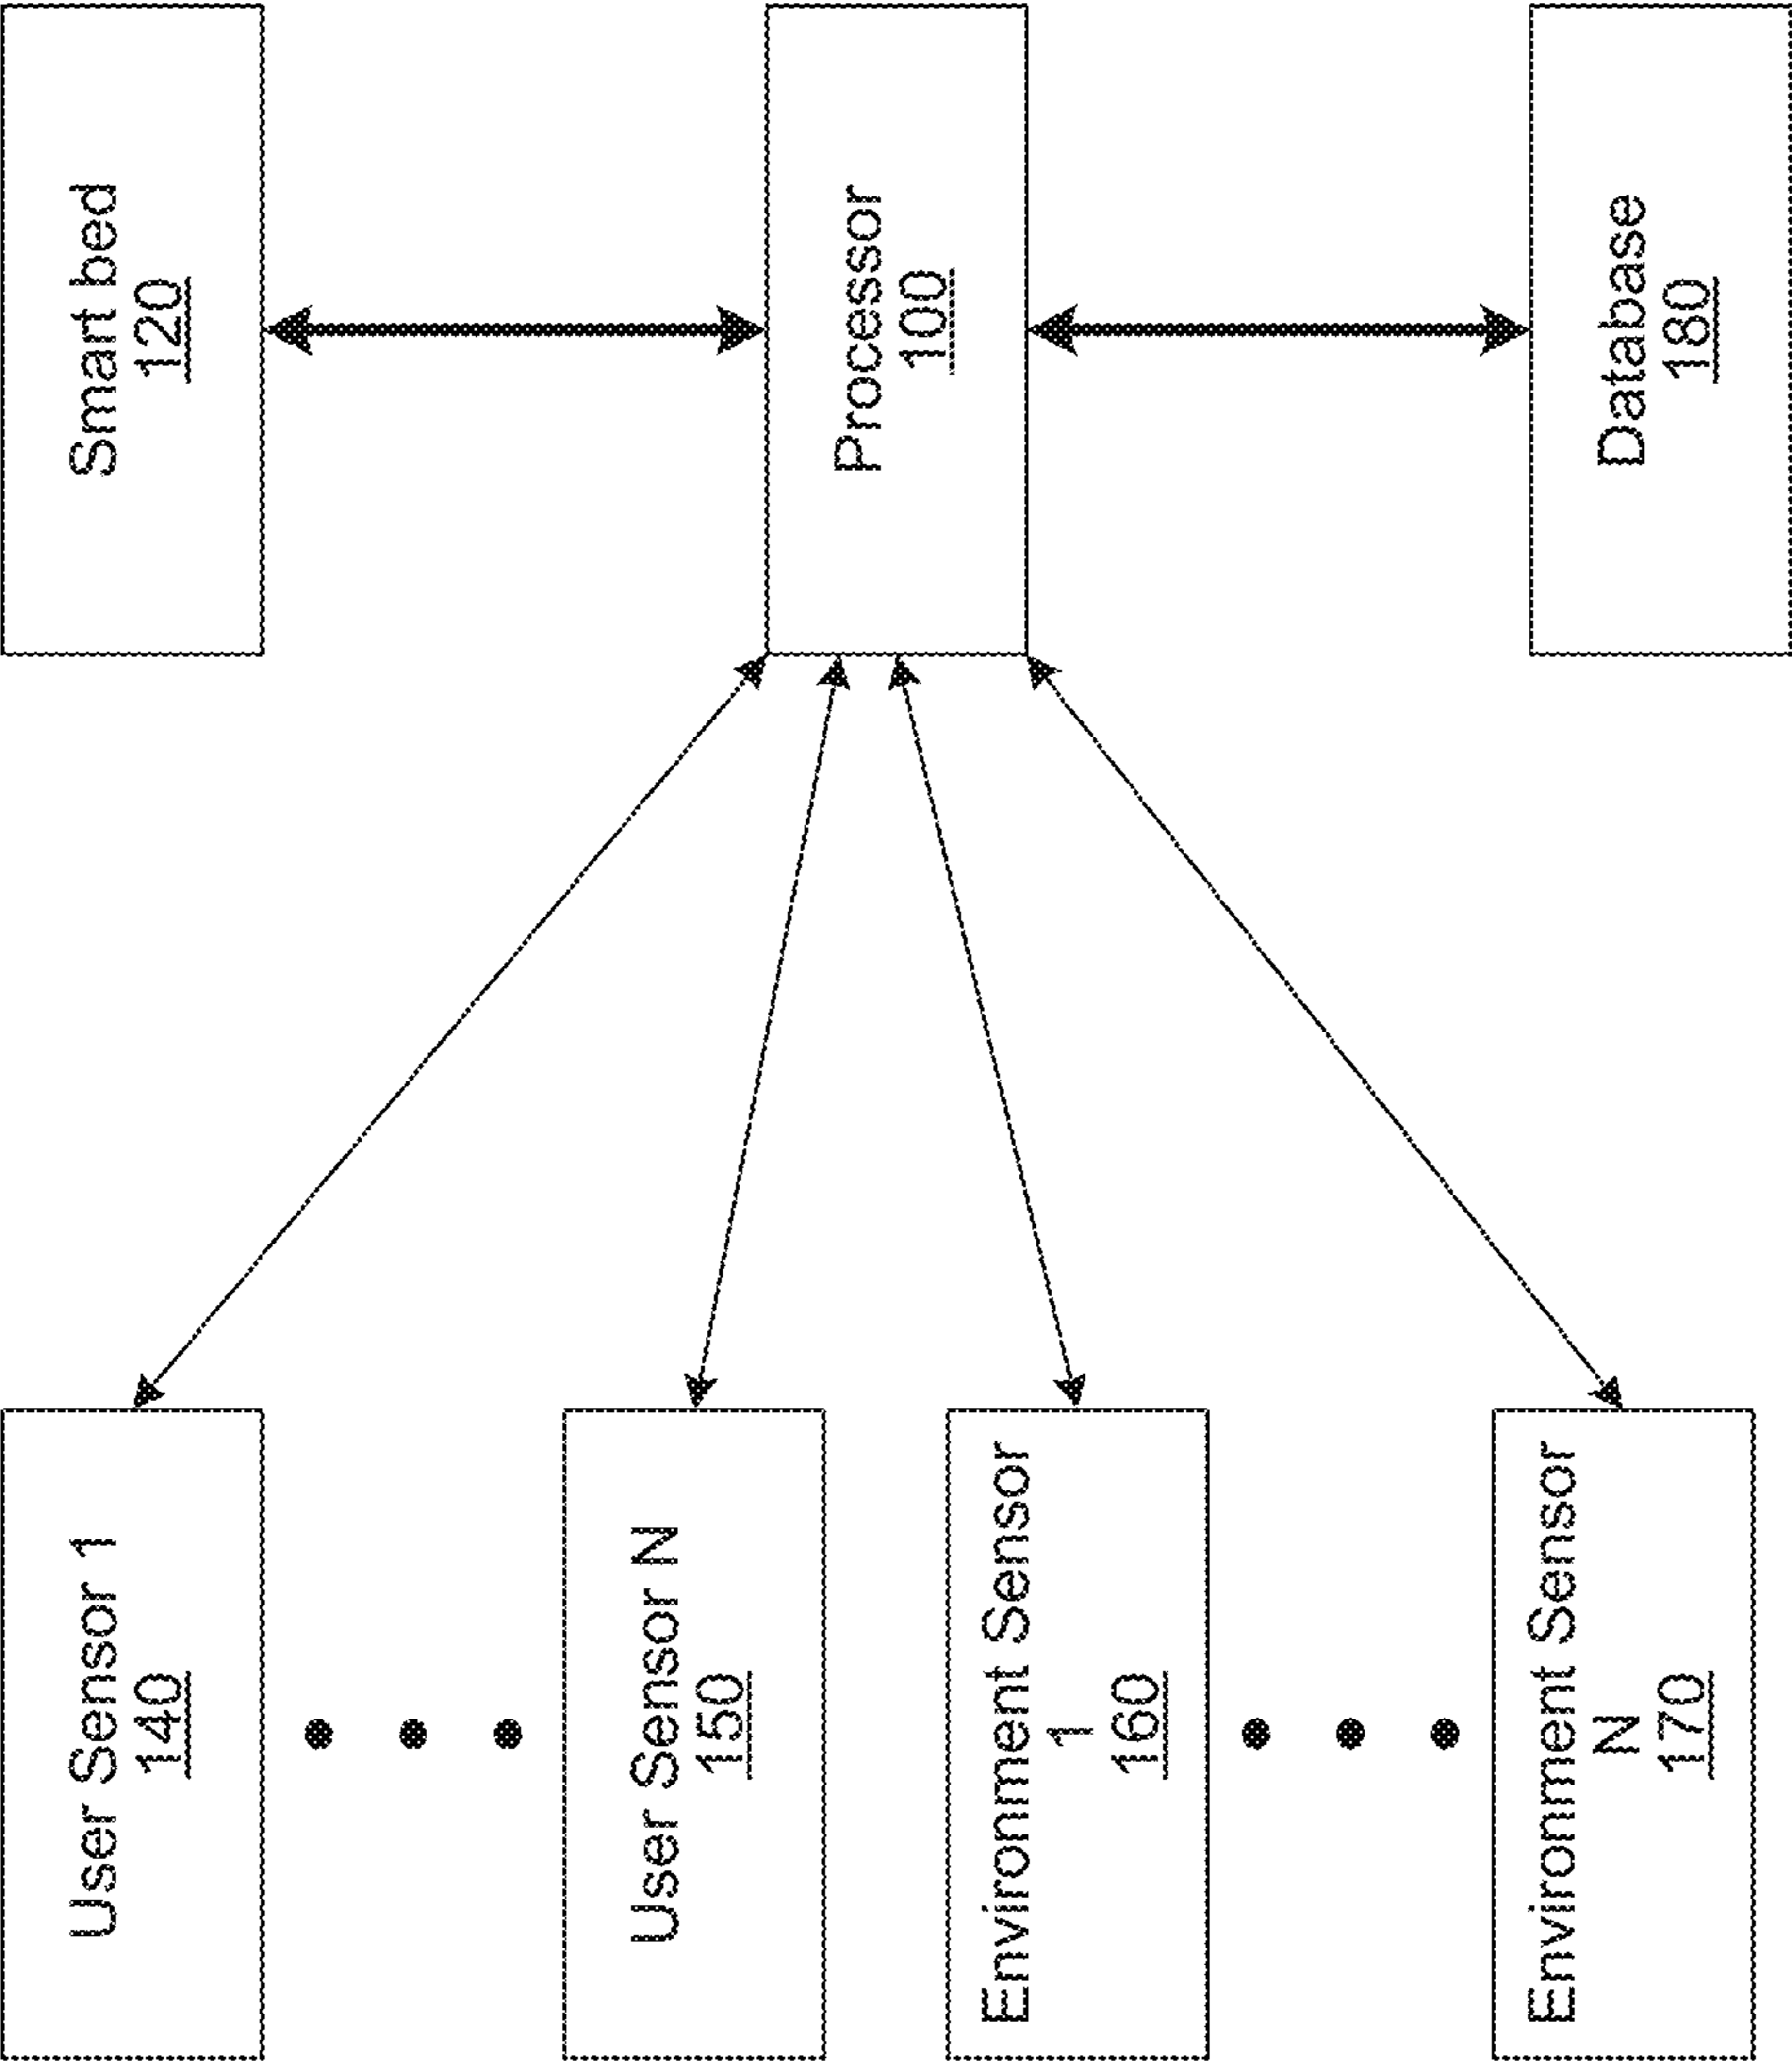 User Sensor 1
140
User Sensor N
150
Environment Sensor
1
160
Environment Sensor
N
170
Smart bed
120
Processor
100
Database
180